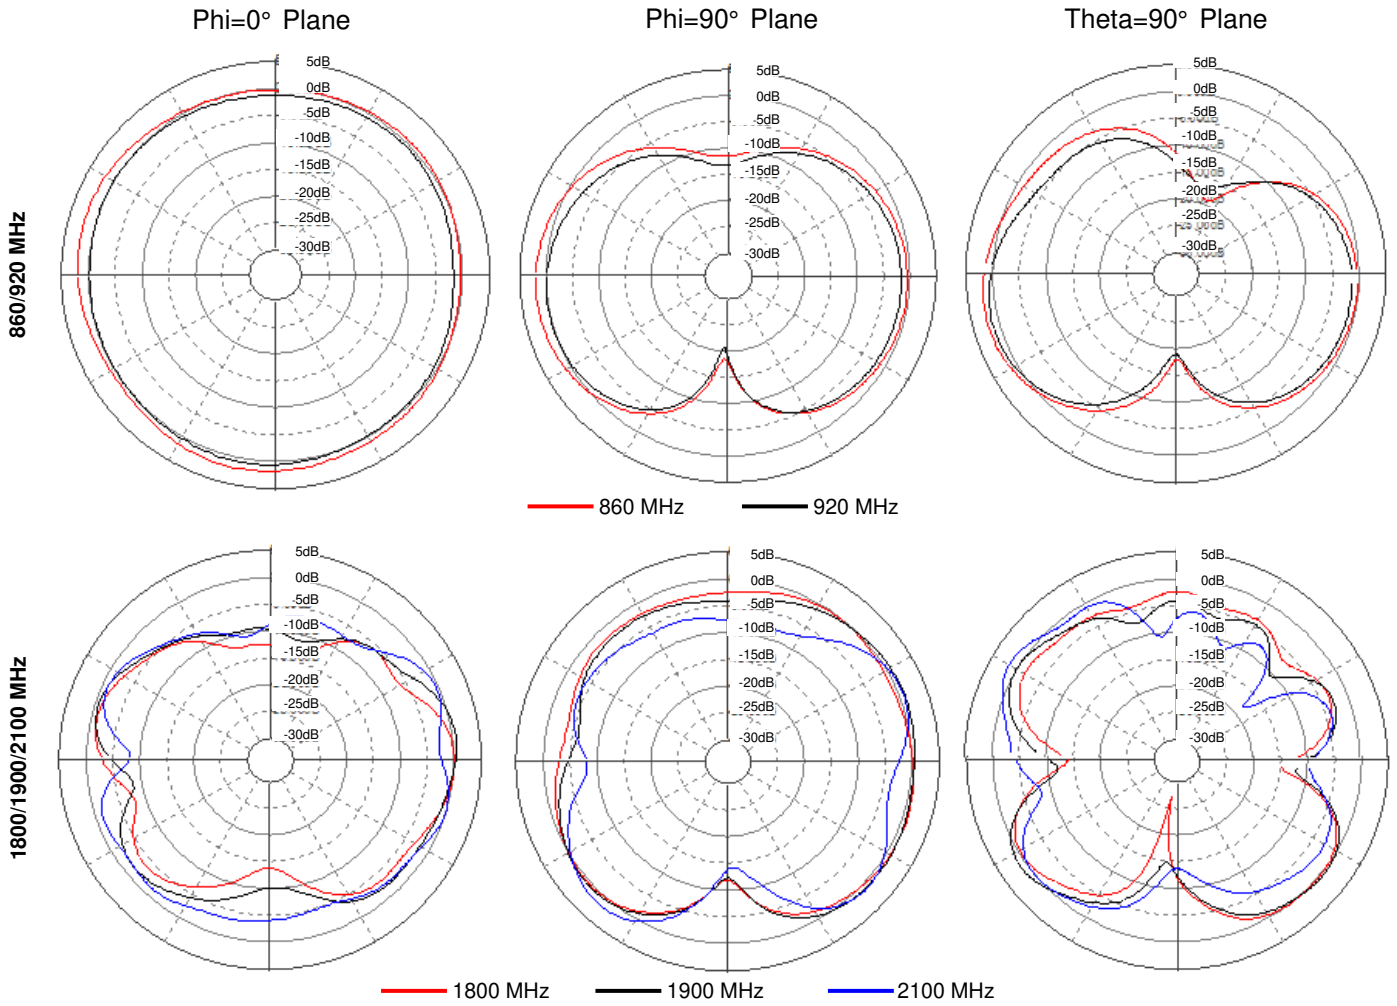 Phi=0° Plane
Phi=90° Plane
Theta=90° Plane
860/920 MHz
5dB
0dB
-5dB
-10dB
-15dB
-20dB
-25dB
-30dB
5dB
0dB
-5dB
-10dB
-15dB
-20dB
-25dB
-30dB
5dB
0dB
-5dB
-10dB
-15dB
-20dB
-25dB
-30dB
860 MHz
920 MHz
1800/1900/2100 MHz
5dB
0dB
-5dB
-10dB
-15dB
-20dB
-25dB
-30dB
5dB
0dB
-5dB
-10dB
-15dB
-20dB
-25dB
-30dB
5dB
0dB
-5dB
-10dB
-15dB
-20dB
-25dB
-30dB
1800 MHz
1900 MHz
2100 MHz